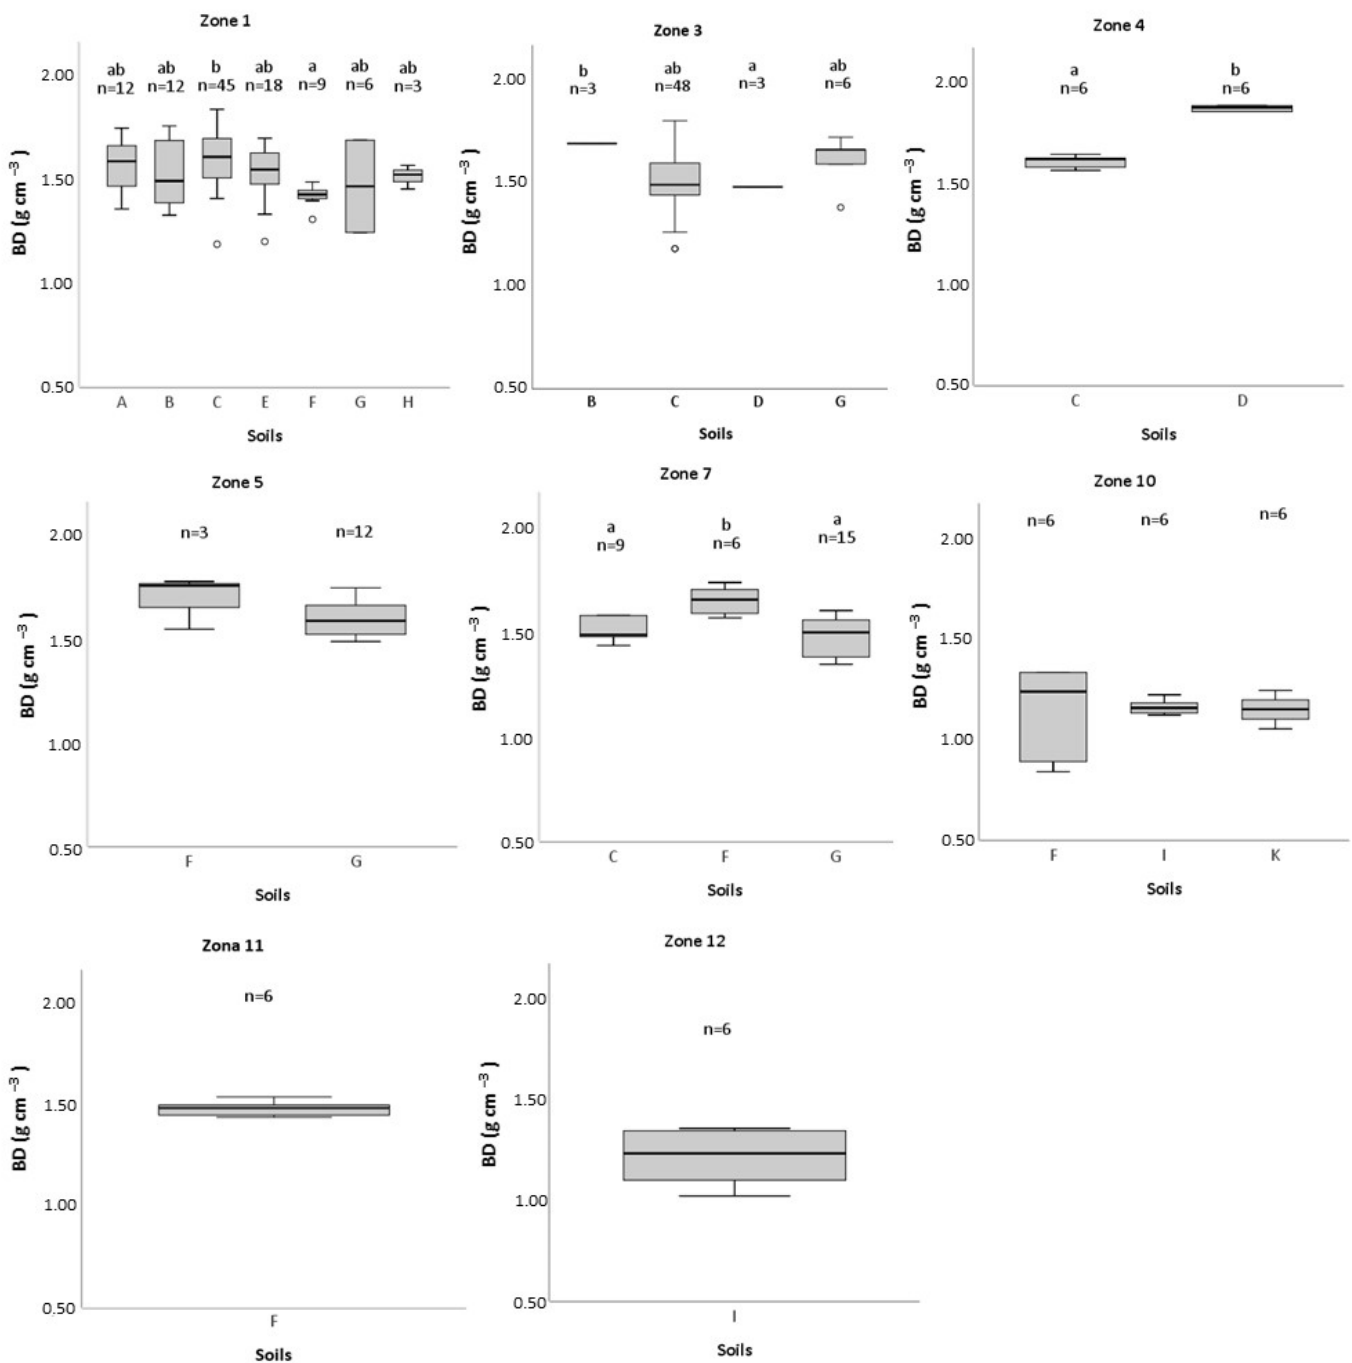 Zone 1
ab ab b ab a ab ab
n=12 n=12 n=45 n=18 n=9 n=6 n=3
2.00
1.50
1.00
0.50
BD (g cm ⁻³ )
A B C E F G H
Soils
Zone 3
b ab a ab
n=3 n=48 n=3 n=6
2.00
1.50
1.00
0.50
BD (g cm ⁻³ )
B C D G
Soils
Zone 4
a b
n=6 n=6
2.00
1.50
1.00
0.50
BD (g cm ⁻³ )
C D
Soils
Zone 5
n=3 n=12
2.00
1.50
1.00
0.50
BD (g cm ⁻³ )
F G
Soils
Zone 7
a b a
n=9 n=6 n=15
2.00
1.50
1.00
0.50
BD (g cm ⁻³ )
C F G
Soils
Zone 10
n=6 n=6 n=6
2.00
1.50
1.00
0.50
BD (g cm ⁻³ )
F I K
Soils
Zona 11
n=6
2.00
1.50
1.00
0.50
BD (g cm ⁻³ )
F
Soils
Zone 12
n=6
2.00
1.50
1.00
0.50
BD (g cm ⁻³ )
I
Soils